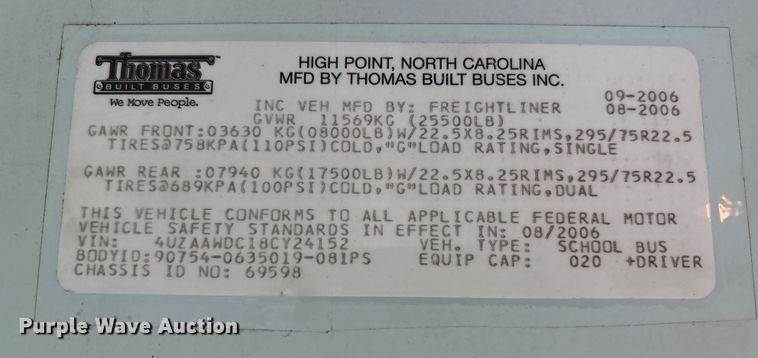 Thomas
BUILT BUSES
We Move People.
HIGH POINT, NORTH CAROLINA
MFD BY THOMAS BUILT BUSES INC.
09-2006
INC VEH MFD BY: FREIGHTLINER 08-2006
GVWR 11569KG (25500LB)
GAWR FRONT:03630 KG(08000LB)W/22.5X8.25RIMS,295/75R22.5
TIRES@758KPA(110PSI)COLD,"G"LOAD RATING,SINGLE
GAWR REAR :07940 KG(17500LB)W/22.5X8.25RIMS,295/75R22.5
TIRES@689KPA(100PSI)COLD,"G"LOAD RATING,DUAL
THIS VEHICLE CONFORMS TO ALL APPLICABLE FEDERAL MOTOR
VEHICLE SAFETY STANDARDS IN EFFECT IN: 08/2006
VIN: 4UZAAWDC18CY24152 VEH. TYPE: SCHOOL BUS
BODYID:90754-0635019-081PS EQUIP CAP: 020 +DRIVER
CHASSIS ID NO: 69598
Purple Wave Auction